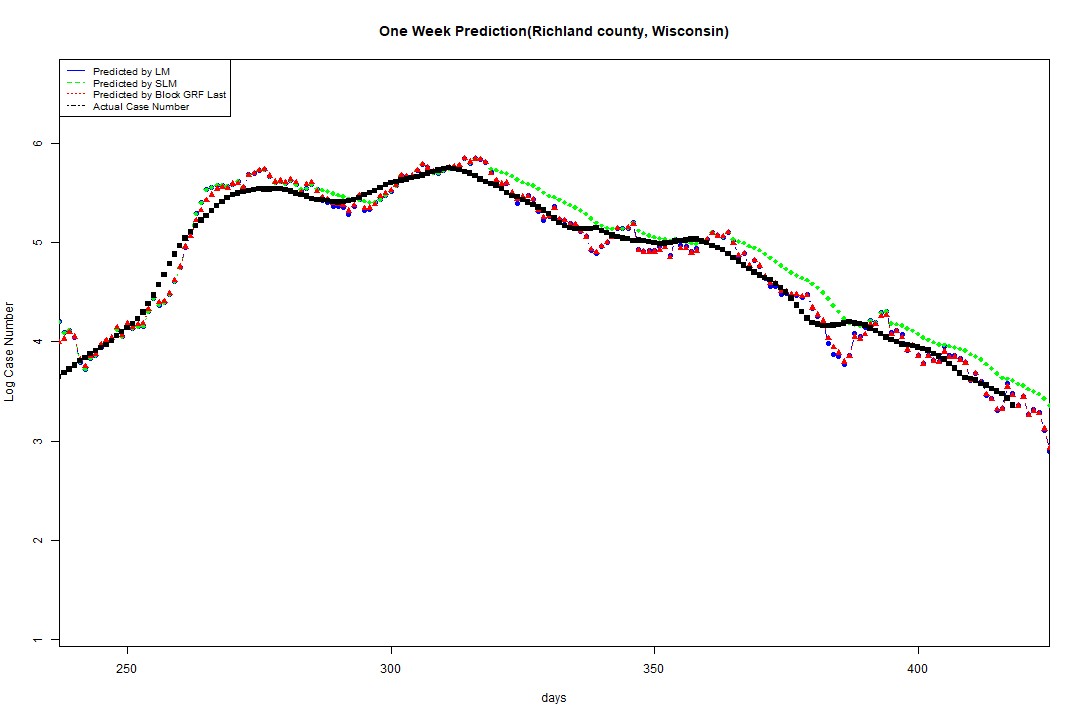 One Week Prediction(Richland county, Wisconsin)
Predicted by LM
Predicted by SLM
Predicted by Block GRF Last
Actual Case Number
6
5
4
3
2
1
Log Case Number
250 300 350 400
days